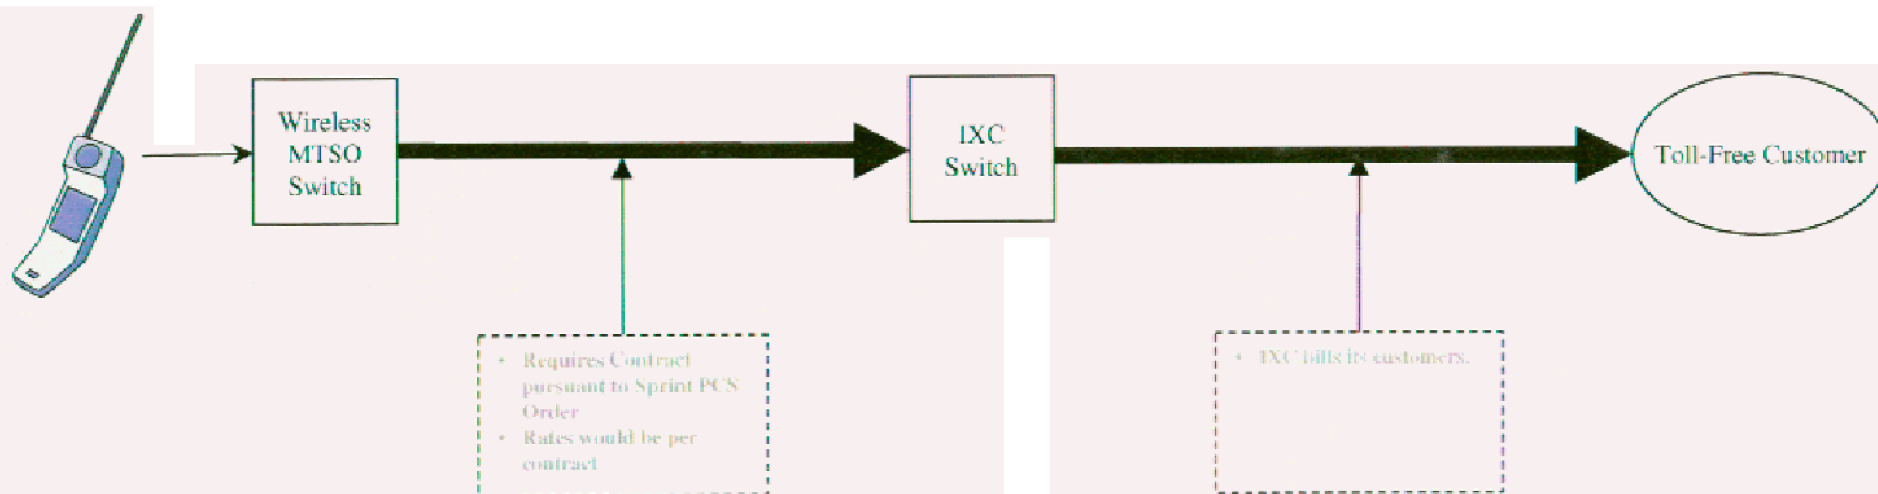 Wireless
MTSO
Switch
IXC
Switch
Toll-Free Customer
• Requires Contract
pursuant to Sprint PCS
Order
• Rates would be per
contract
• IXC bills its customers.